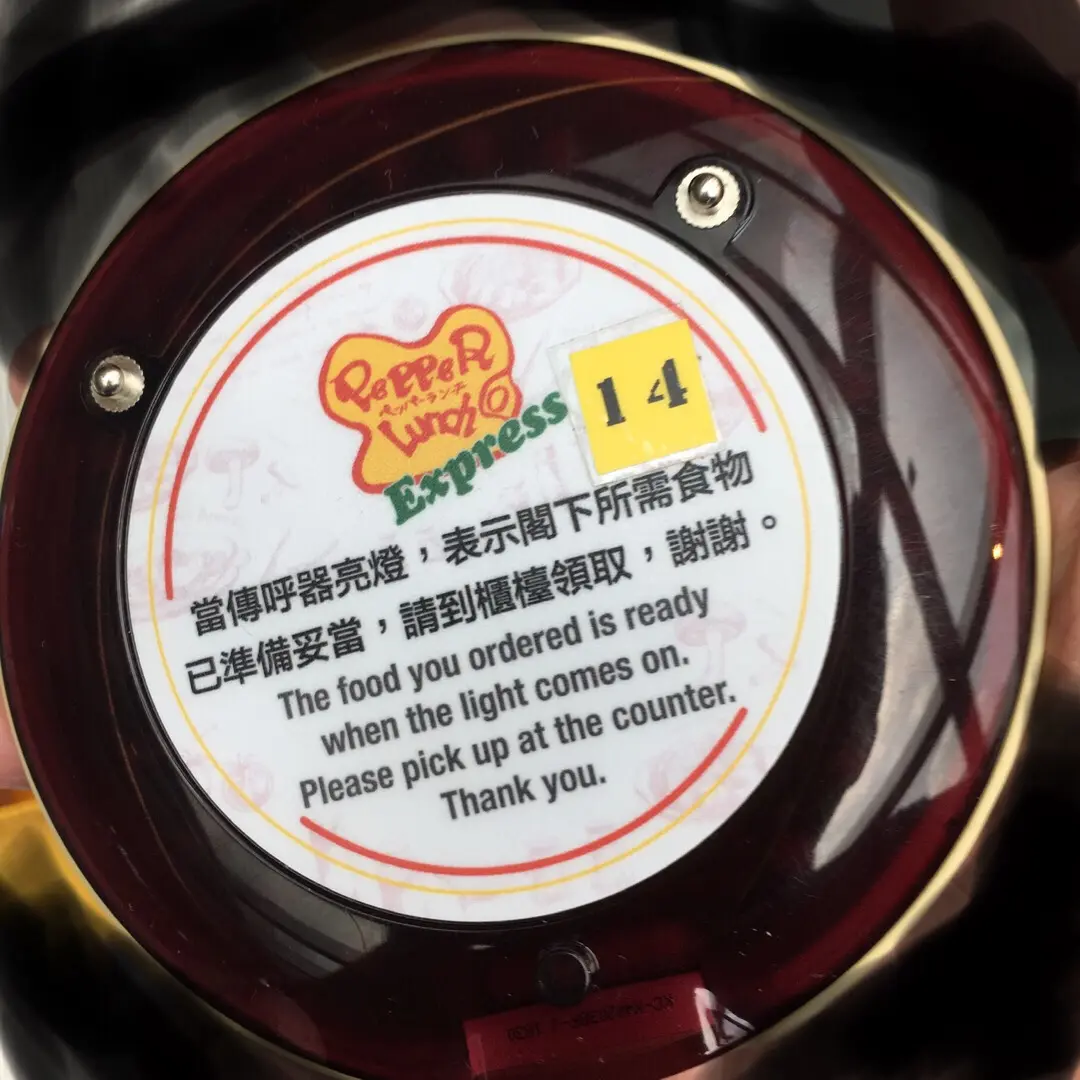 PePPeR
ペッパーランチ
Lunch
Express
14
當傳呼器亮燈，表示閣下所需食物
已準備妥當，請到櫃檯領取，謝謝。
The food you ordered is ready
when the light comes on.
Please pick up at the counter.
Thank you.